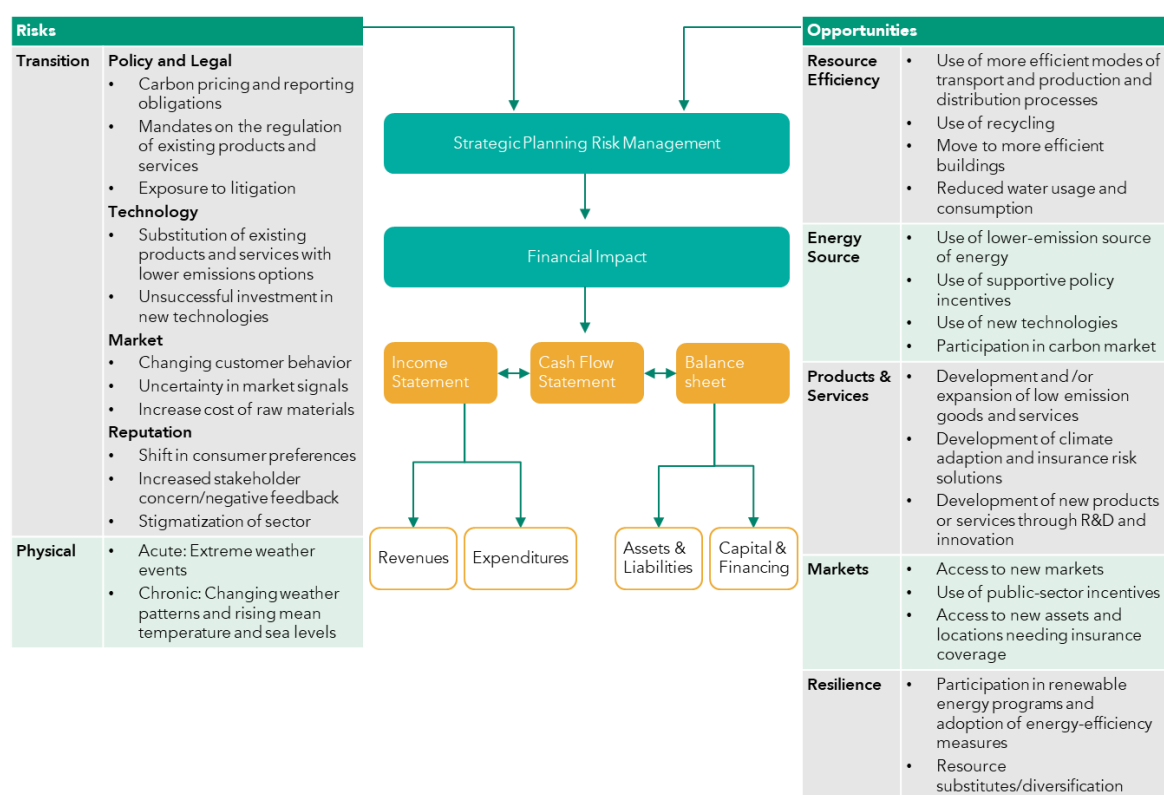 Risks
Transition
Policy and Legal
• Carbon pricing and reporting
obligations
• Mandates on the regulation
of existing products and
services
• Exposure to litigation
Technology
• Substitution of existing
products and services with
lower emissions options
• Unsuccessful investment in
new technologies
Market
• Changing customer behavior
• Uncertainty in market signals
• Increase cost of raw materials
Reputation
• Shift in consumer preferences
• Increased stakeholder
concern/negative feedback
• Stigmatization of sector
Physical
• Acute: Extreme weather
events
• Chronic: Changing weather
patterns and rising mean
temperature and sea levels
Strategic Planning Risk Management
Financial Impact
Income
Statement
Cash Flow
Statement
Balance
sheet
Revenues
Expenditures
Assets &
Liabilities
Capital &
Financing
Opportunities
Resource
Efficiency
• Use of more efficient modes of
transport and production and
distribution processes
• Use of recycling
• Move to more efficient
buildings
• Reduced water usage and
consumption
Energy
Source
• Use of lower-emission source
of energy
• Use of supportive policy
incentives
• Use of new technologies
• Participation in carbon market
Products &
Services
• Development and /or
expansion of low emission
goods and services
• Development of climate
adaption and insurance risk
solutions
• Development of new products
or services through R&D and
innovation
Markets
• Access to new markets
• Use of public-sector incentives
• Access to new assets and
locations needing insurance
coverage
Resilience
• Participation in renewable
energy programs and
adoption of energy-efficiency
measures
• Resource
substitutes/diversification